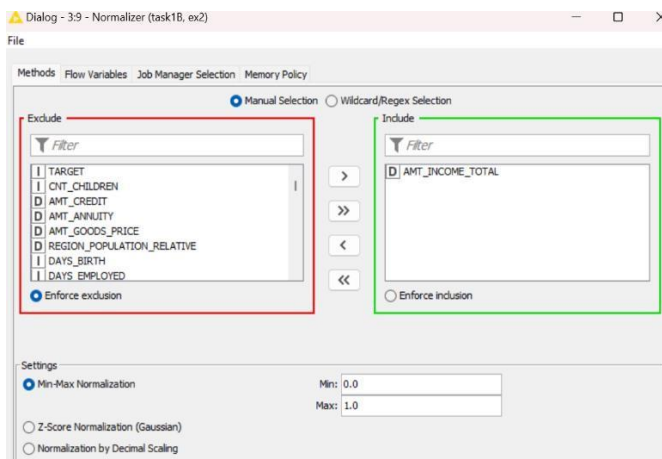 Dialog - 3:9 - Normalizer (task1B, ex2)
File
Methods Flow Variables Job Manager Selection Memory Policy
Manual Selection Wildcard/Regex Selection
Exclude
Filter
I TARGET
I CNT_CHILDREN
D AMT_CREDIT
D AMT_ANNUITY
D AMT_GOODS_PRICE
D REGION_POPULATION_RELATIVE
I DAYS_BIRTH
I DAYS_EMPLOYED
Enforce exclusion
Include
Filter
D AMT_INCOME_TOTAL
Enforce inclusion
Settings
Min-Max Normalization
Min: 0.0
Max: 1.0
Z-Score Normalization (Gaussian)
Normalization by Decimal Scaling